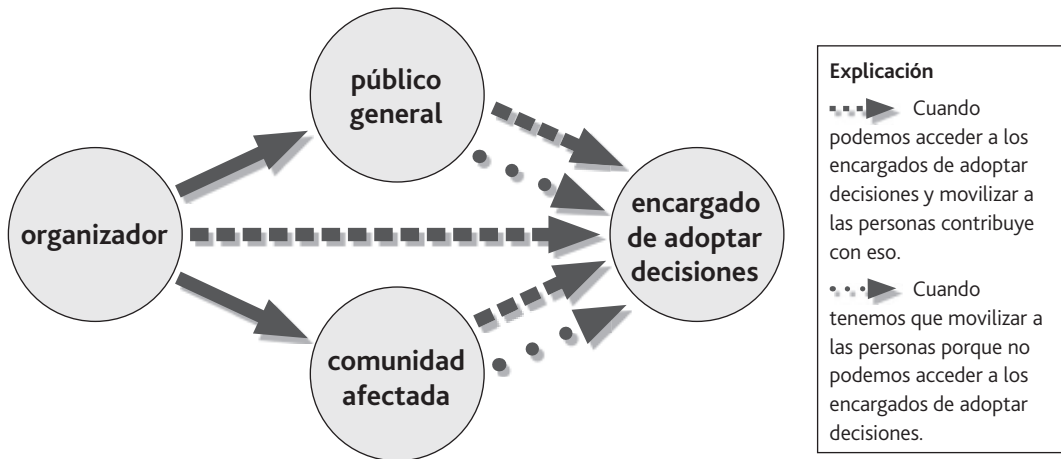 público
general
organizador
encargado
de adoptar
decisiones
comunidad
afectada
Explicación
Cuando
podemos acceder a los
encargados de adoptar
decisiones y movilizar a
las personas contribuye
con eso.
Cuando
tenemos que movilizar a
las personas porque no
podemos acceder a los
encargados de adoptar
decisiones.